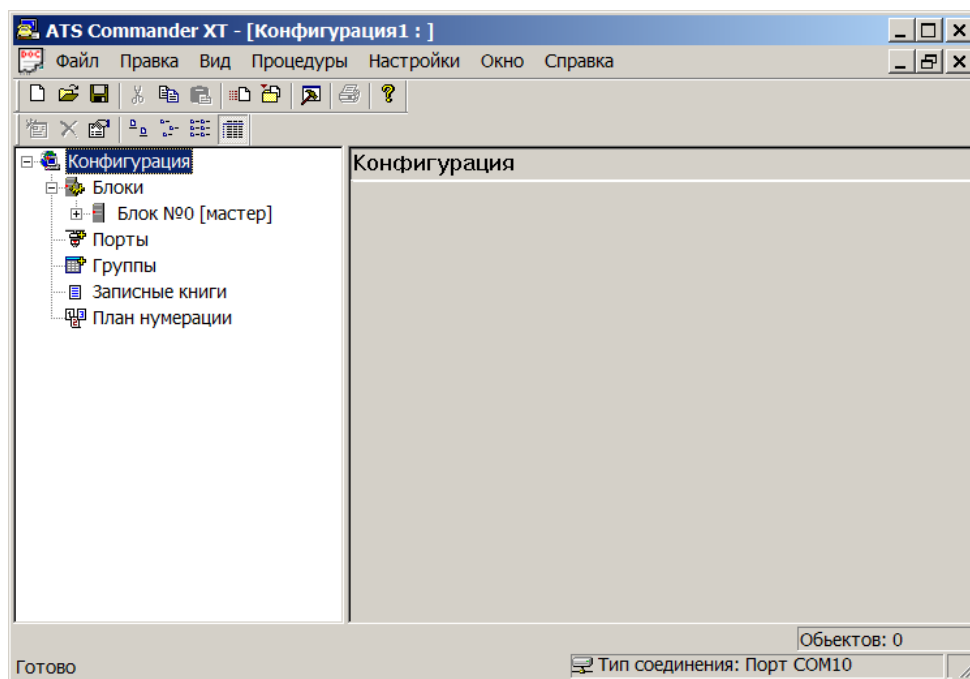 ATS Commander XT - [Конфигурация1 : ]
Файл Правка Вид Процедуры Настройки Окно Справка
Конфигурация
Блоки
Блок №0 [мастер]
Порты
Группы
Записные книги
План нумерации
Конфигурация
Обьектов: 0
Готово
Тип соединения: Порт COM10